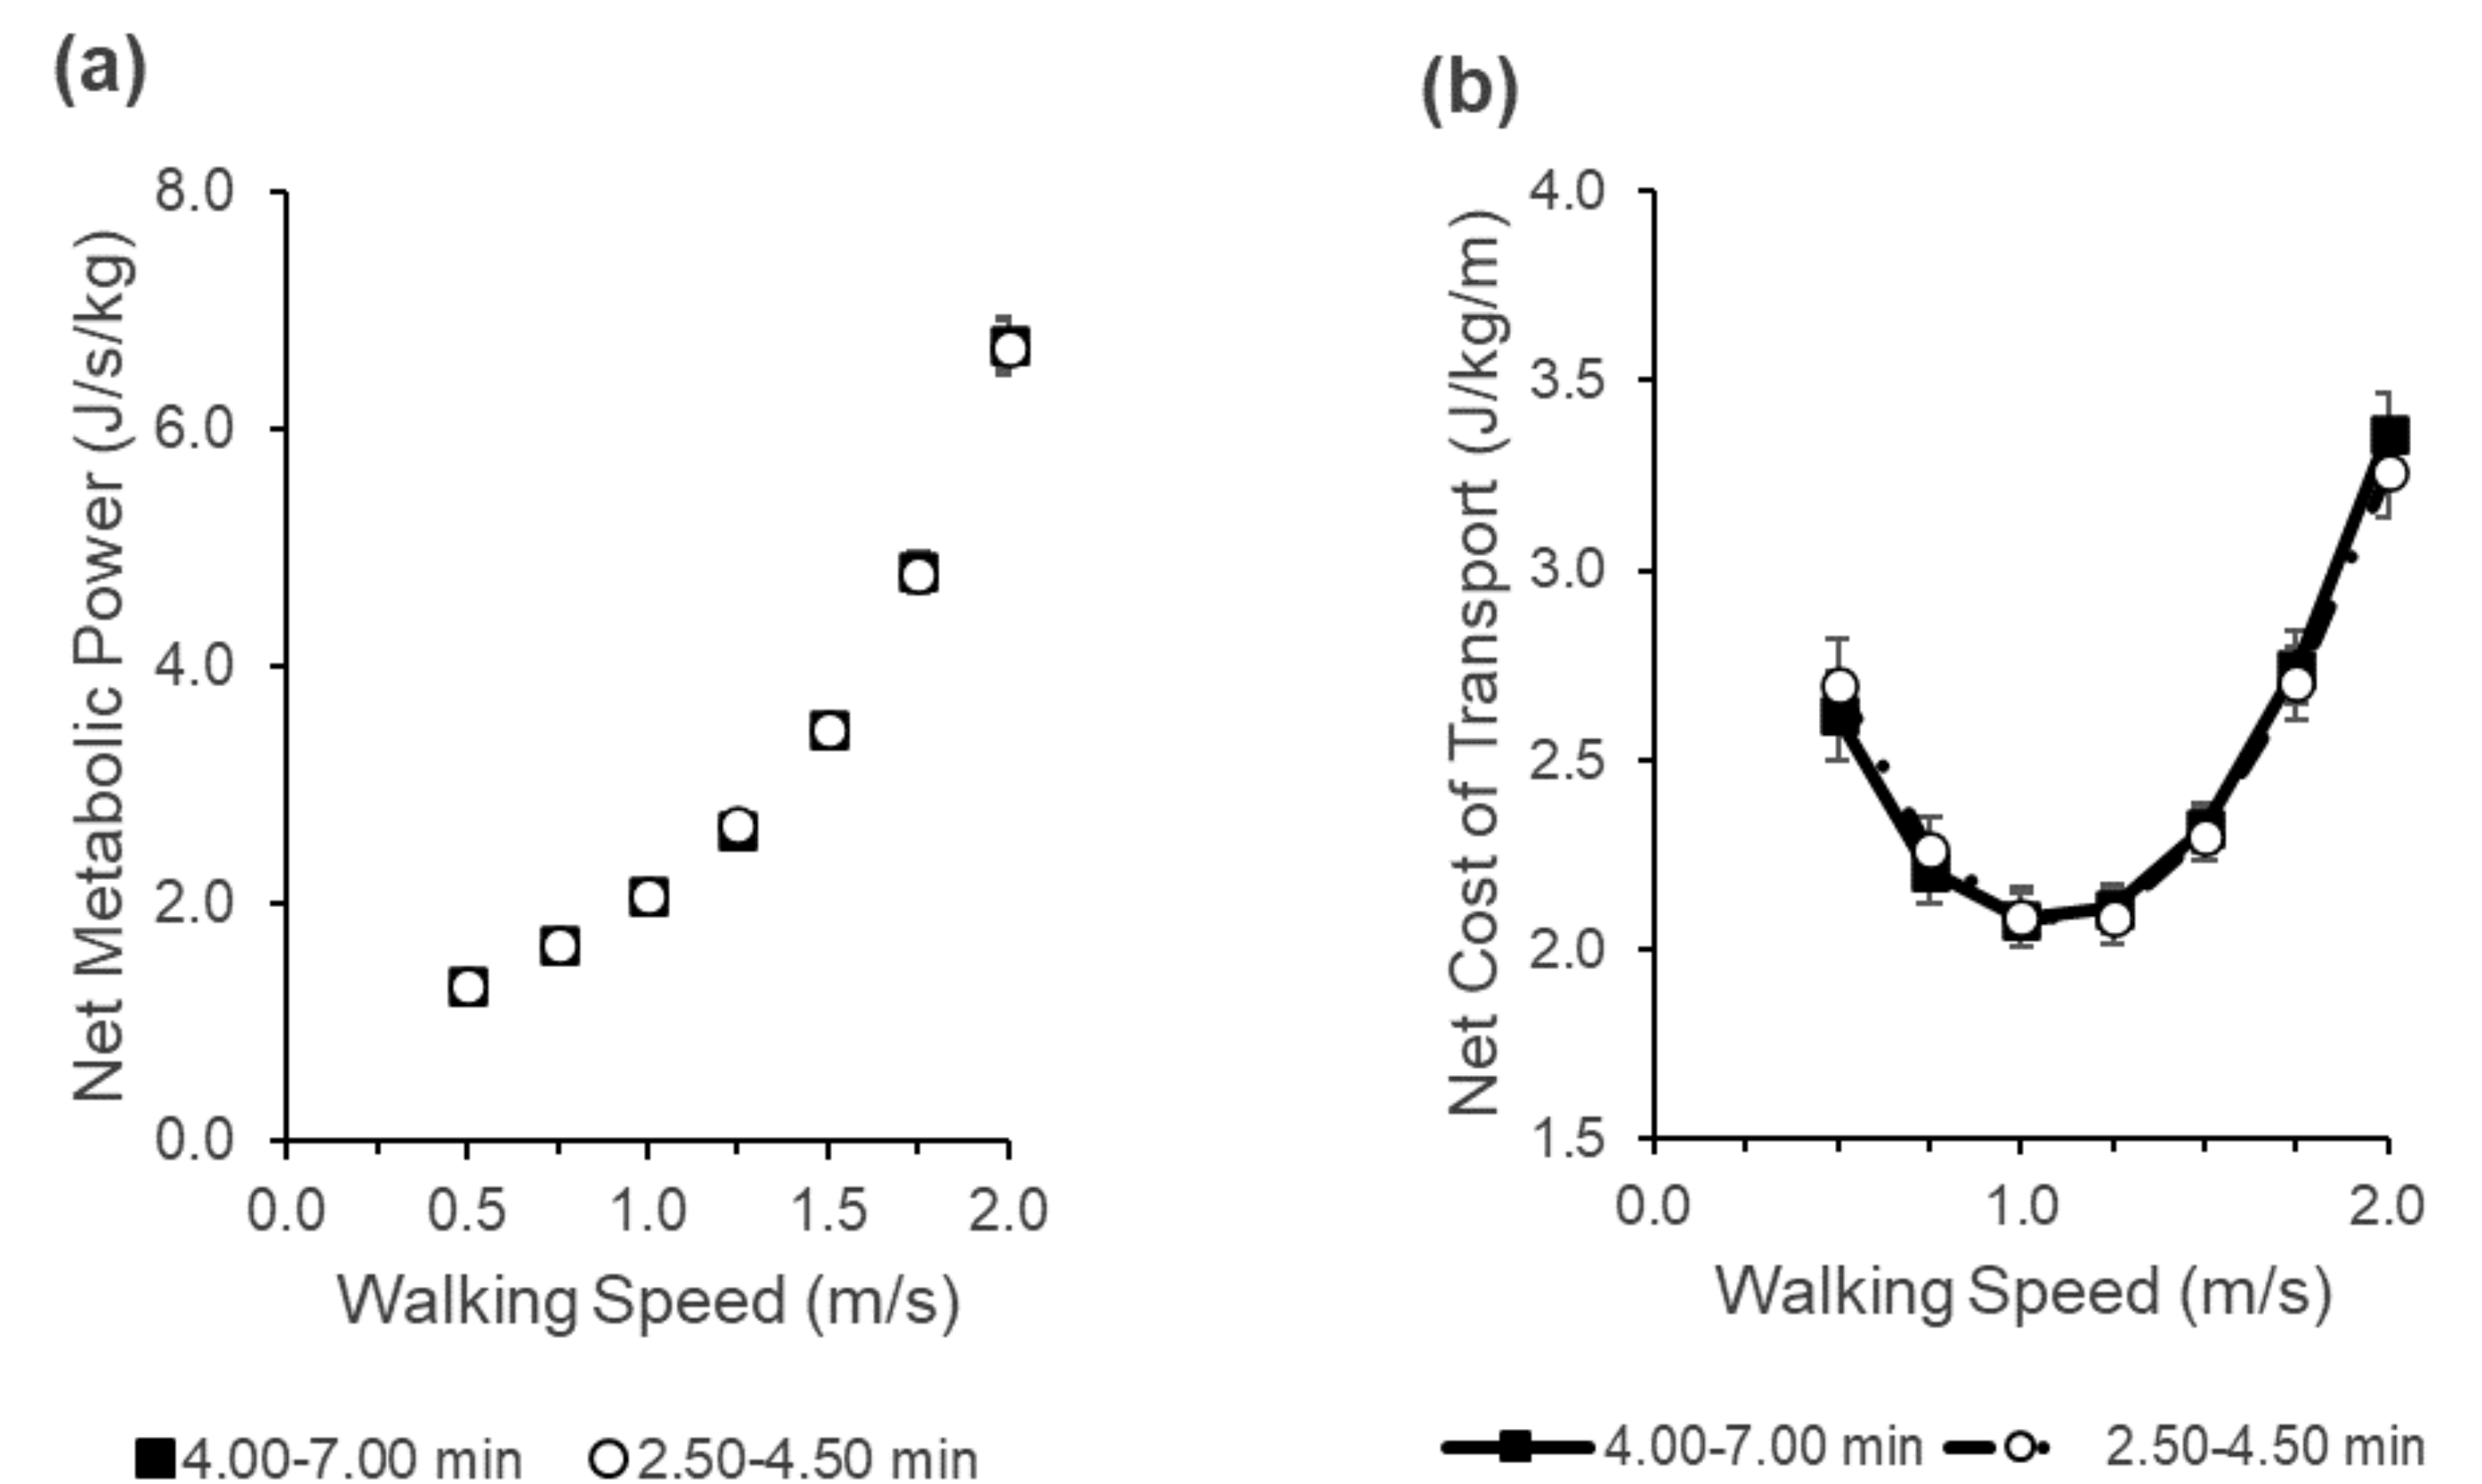 (a)
Net Metabolic Power (J/s/kg)
8.0
6.0
4.0
2.0
0.0
0.0 0.5 1.0 1.5 2.0
Walking Speed (m/s)
4.00-7.00 min 2.50-4.50 min
(b)
Net Cost of Transport (J/kg/m)
4.0
3.5
3.0
2.5
2.0
1.5
0.0 1.0 2.0
Walking Speed (m/s)
4.00-7.00 min 2.50-4.50 min